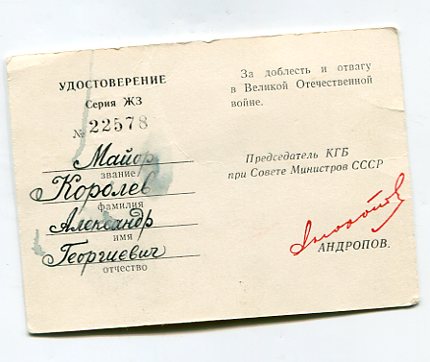 УДОСТОВЕРЕНИЕ
Серия ЖЗ
№ 22578
Майор
звание
Королев
фамилия
Александр
имя
Георгиевич
отчество
За доблесть и отвагу
в Великой Отечественной
войне.
Председатель КГБ
при Совете Министров СССР
АНДРОПОВ.